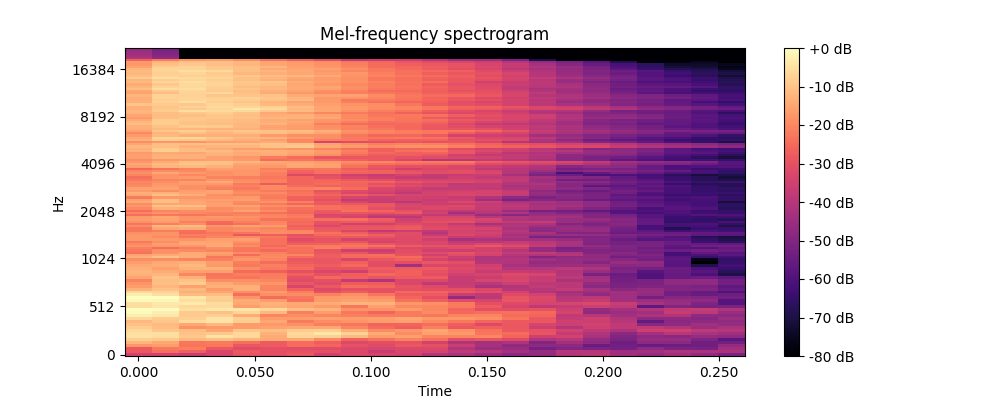 Mel-frequency spectrogram
Hz
16384
8192
4096
2048
1024
512
0
0.000 0.050 0.100 0.150 0.200 0.250
Time
+0 dB
-10 dB
-20 dB
-30 dB
-40 dB
-50 dB
-60 dB
-70 dB
-80 dB